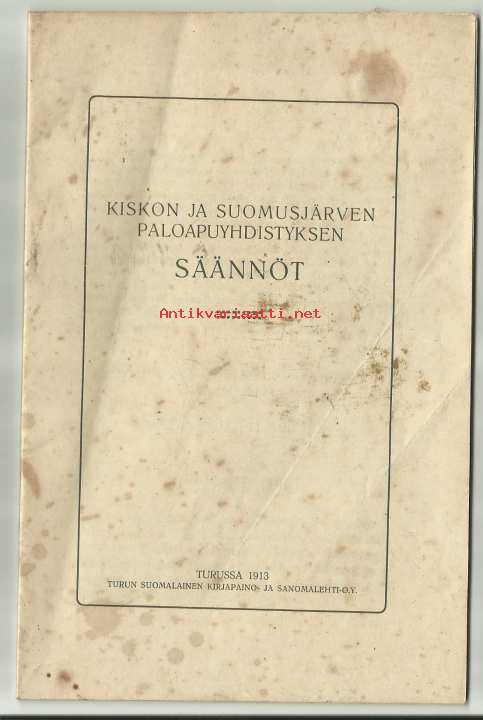 KISKON JA SUOMUSJÄRVEN
PALOAPUYHDISTYKSEN
SÄÄNNÖT
Antikvariaatti.net
TURUSSA 1913
TURUN SUOMALAINEN KIRJAPAINO- JA SANOMALEHTI-O.Y.